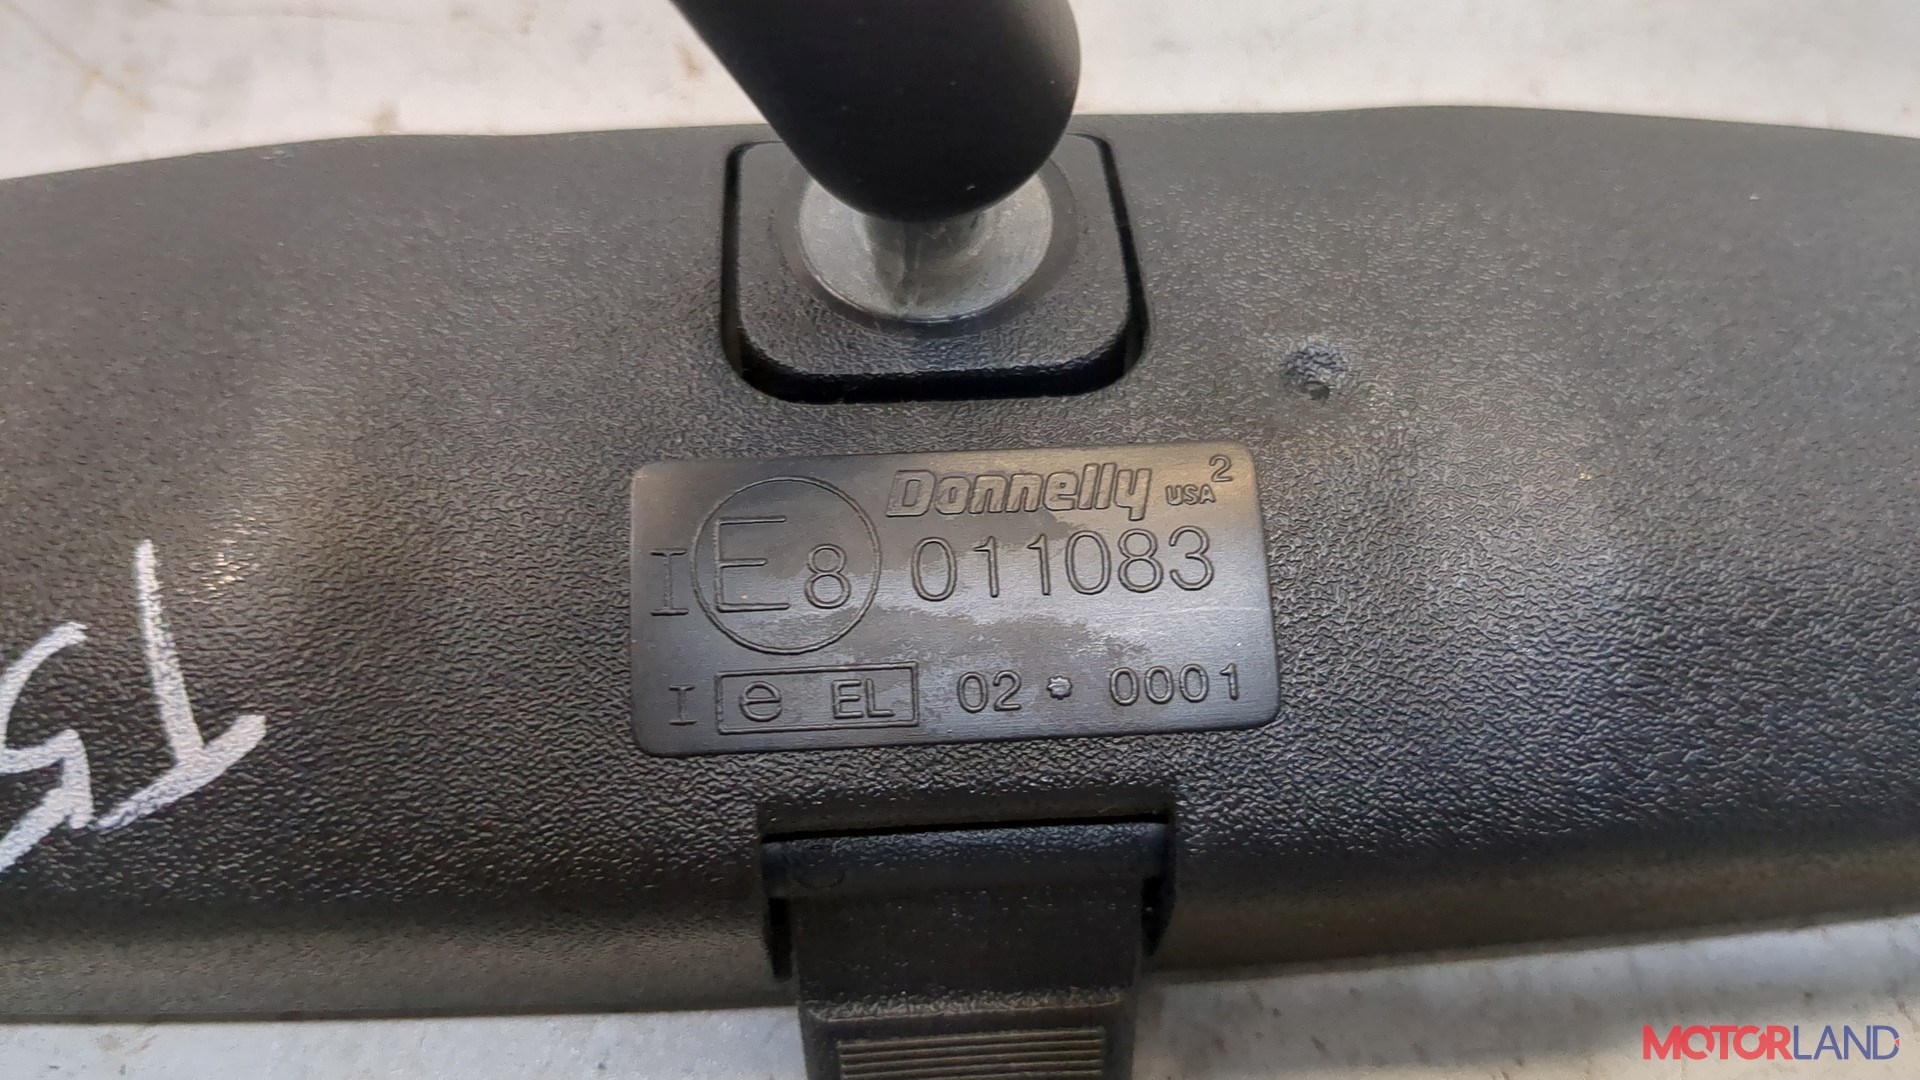 Donnelly USA 2
I E8 011083
I e EL 02 * 0001
MOTORLAND